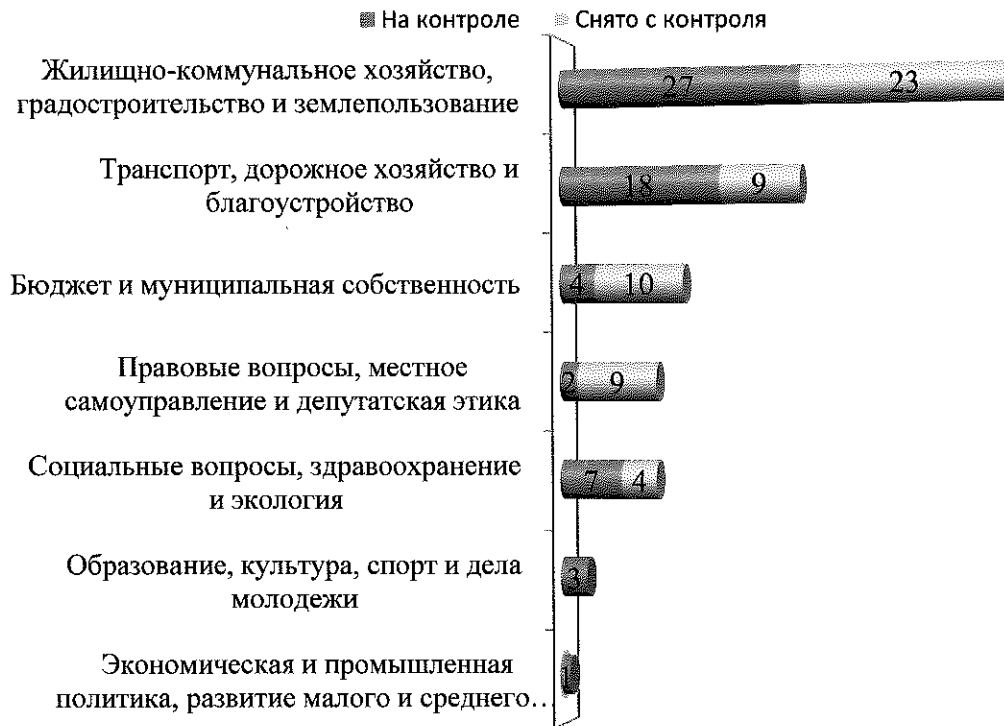 На контроле Снято с контроля
Жилищно-коммунальное хозяйство,
градостроительство и землепользование
27 23
Транспорт, дорожное хозяйство и
благоустройство
18 9
Бюджет и муниципальная собственность
4 10
Правовые вопросы, местное
самоуправление и депутатская этика
2 9
Социальные вопросы, здравоохранение
и экология
7 4
Образование, культура, спорт и дела
молодежи
3
Экономическая и промышленная
политика, развитие малого и среднего...
1